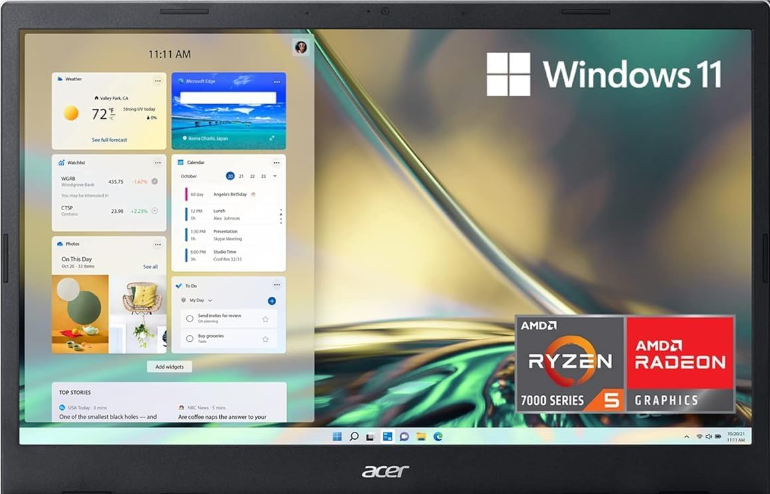 11:11 AM
Weather
Valley Park, CA
72 °F
Strong UV today
0%
See full forecast
Microsoft Edge
Watchlist
WGRB
Woodgrove Bank
435.75
-1.67%
You may be interested in
CTSP
Contoso
23.98
Calendar
October
20 21 22 23
All day
Angela's Birthday
12 PM
1h
Lunch
Alex Johnson
1:30 PM
1h
Presentation
Skype Meeting
6:00 PM
3h
Studio Time
Conf Rm 32/35
Photos
On This Day
Oct 20 · 33 items
See all
To Do
My Day
Send invites for review
Buy groceries
Add widgets
TOP STORIES
USA Today · 3 mins
One of the smallest black holes — and
NBC News · 5 mins
Are coffee naps the answer to your
Windows 11
AMD
RYZEN
7000 SERIES 5
AMD
RADEON
GRAPHICS
10/20/21
11:11 AM
acer